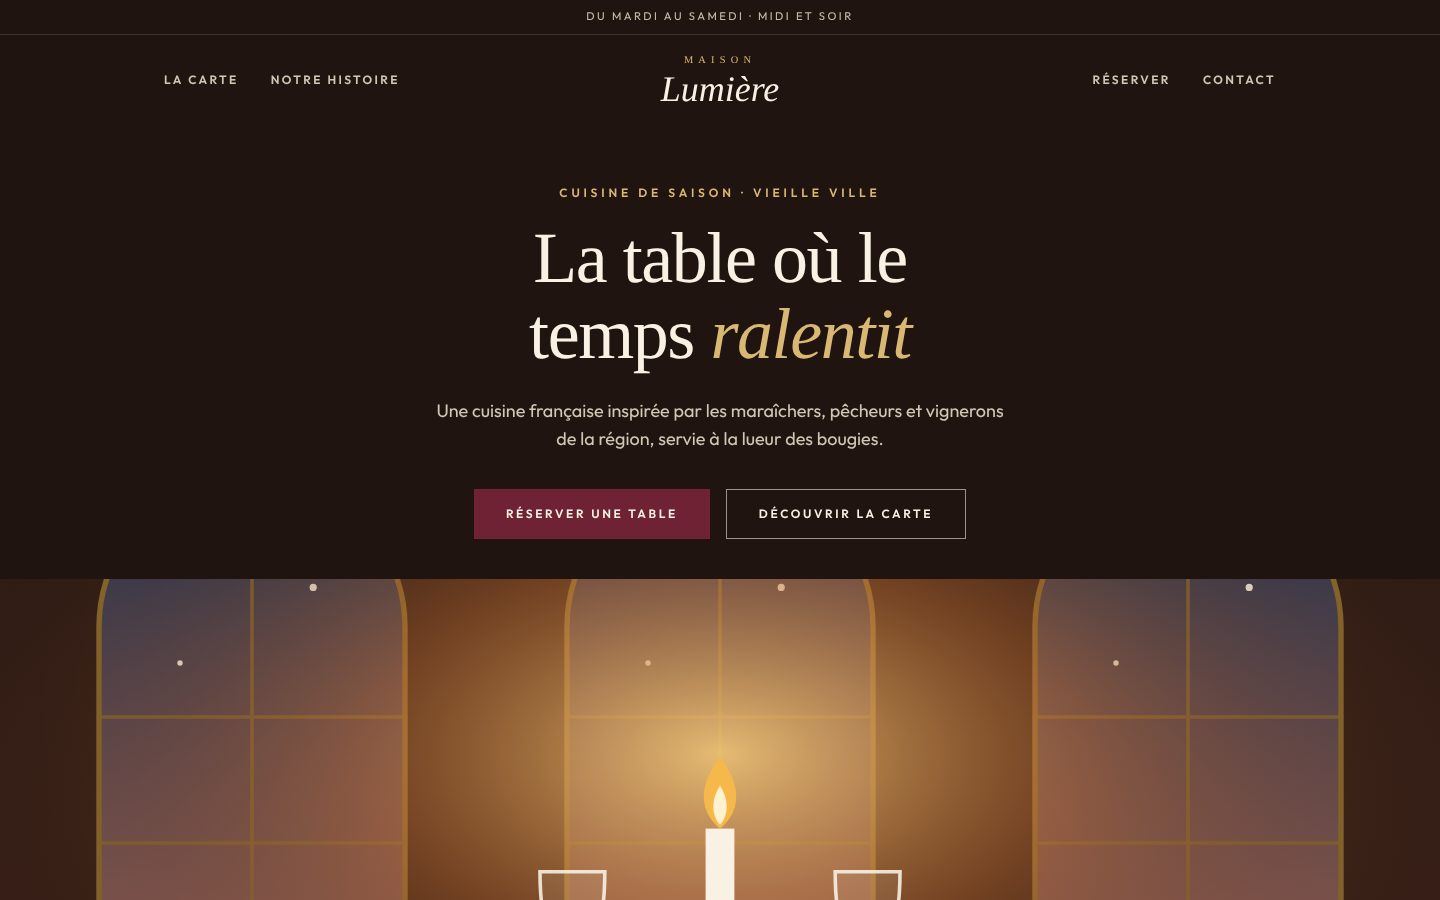 DU MARDI AU SAMEDI · MIDI ET SOIR
LA CARTE
NOTRE HISTOIRE
MAISON
Lumière
RÉSERVER
CONTACT
CUISINE DE SAISON · VIEILLE VILLE
La table où le
temps ralentit
Une cuisine française inspirée par les maraîchers, pêcheurs et vignerons
de la région, servie à la lueur des bougies.
RÉSERVER UNE TABLE
DÉCOUVRIR LA CARTE